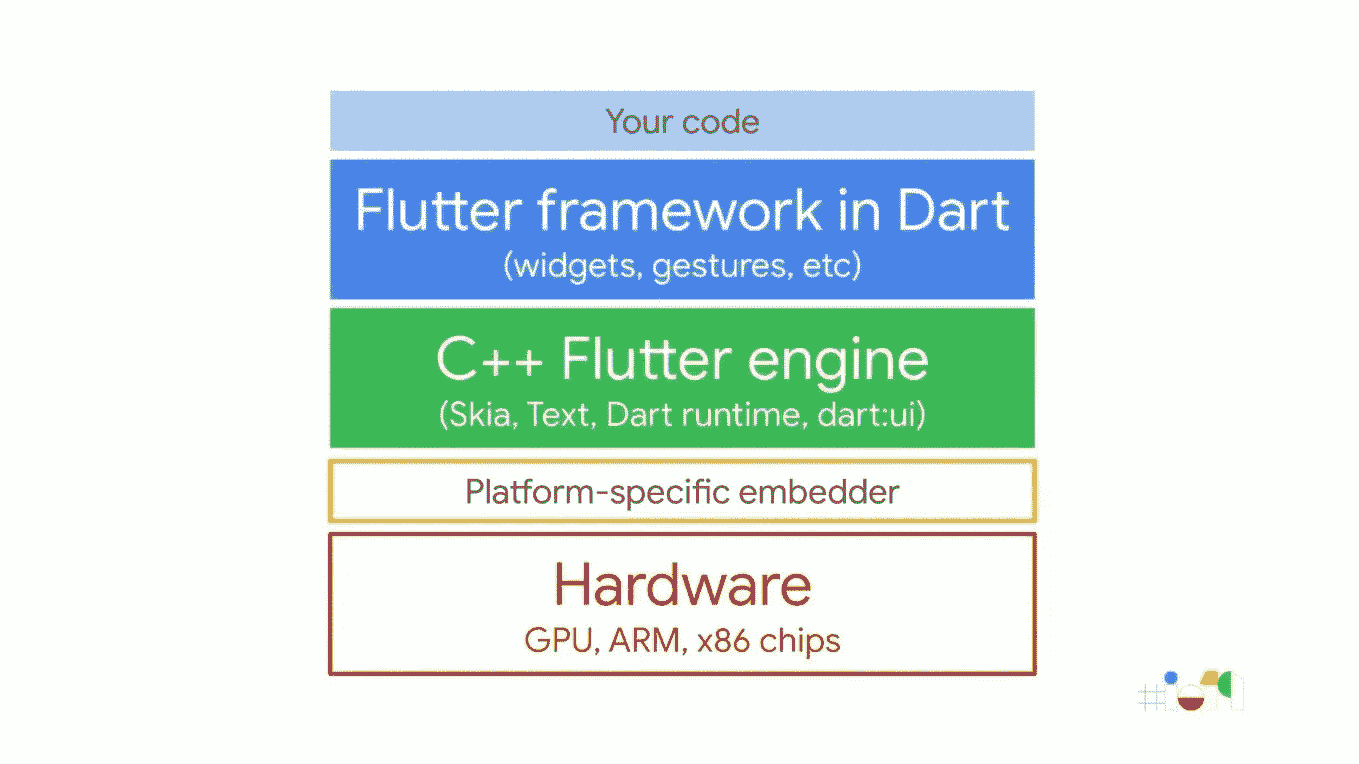 Your code
Flutter framework in Dart
(widgets, gestures, etc)
C++ Flutter engine
(Skia, Text, Dart runtime, dart:ui)
Platform-specific embedder
Hardware
GPU, ARM, x86 chips